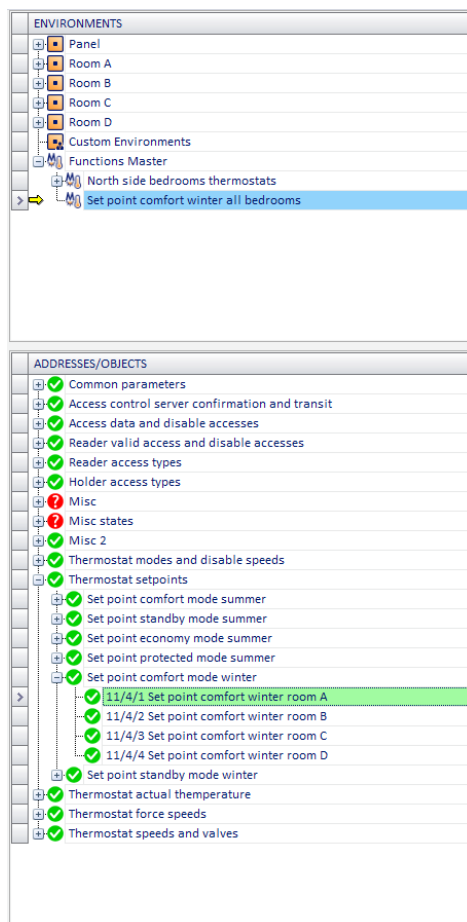 ENVIRONMENTS
Panel
Room A
Room B
Room C
Room D
Custom Environments
Functions Master
North side bedrooms thermostats
Set point comfort winter all bedrooms
ADDRESSES/OBJECTS
Common parameters
Access control server confirmation and transit
Access data and disable accesses
Reader valid access and disable accesses
Reader access types
Holder access types
Misc
Misc states
Misc 2
Thermostat modes and disable speeds
Thermostat setpoints
Set point comfort mode summer
Set point standby mode summer
Set point economy mode summer
Set point protected mode summer
Set point comfort mode winter
11/4/1 Set point comfort winter room A
11/4/2 Set point comfort winter room B
11/4/3 Set point comfort winter room C
11/4/4 Set point comfort winter room D
Set point standby mode winter
Thermostat actual themperature
Thermostat force speeds
Thermostat speeds and valves